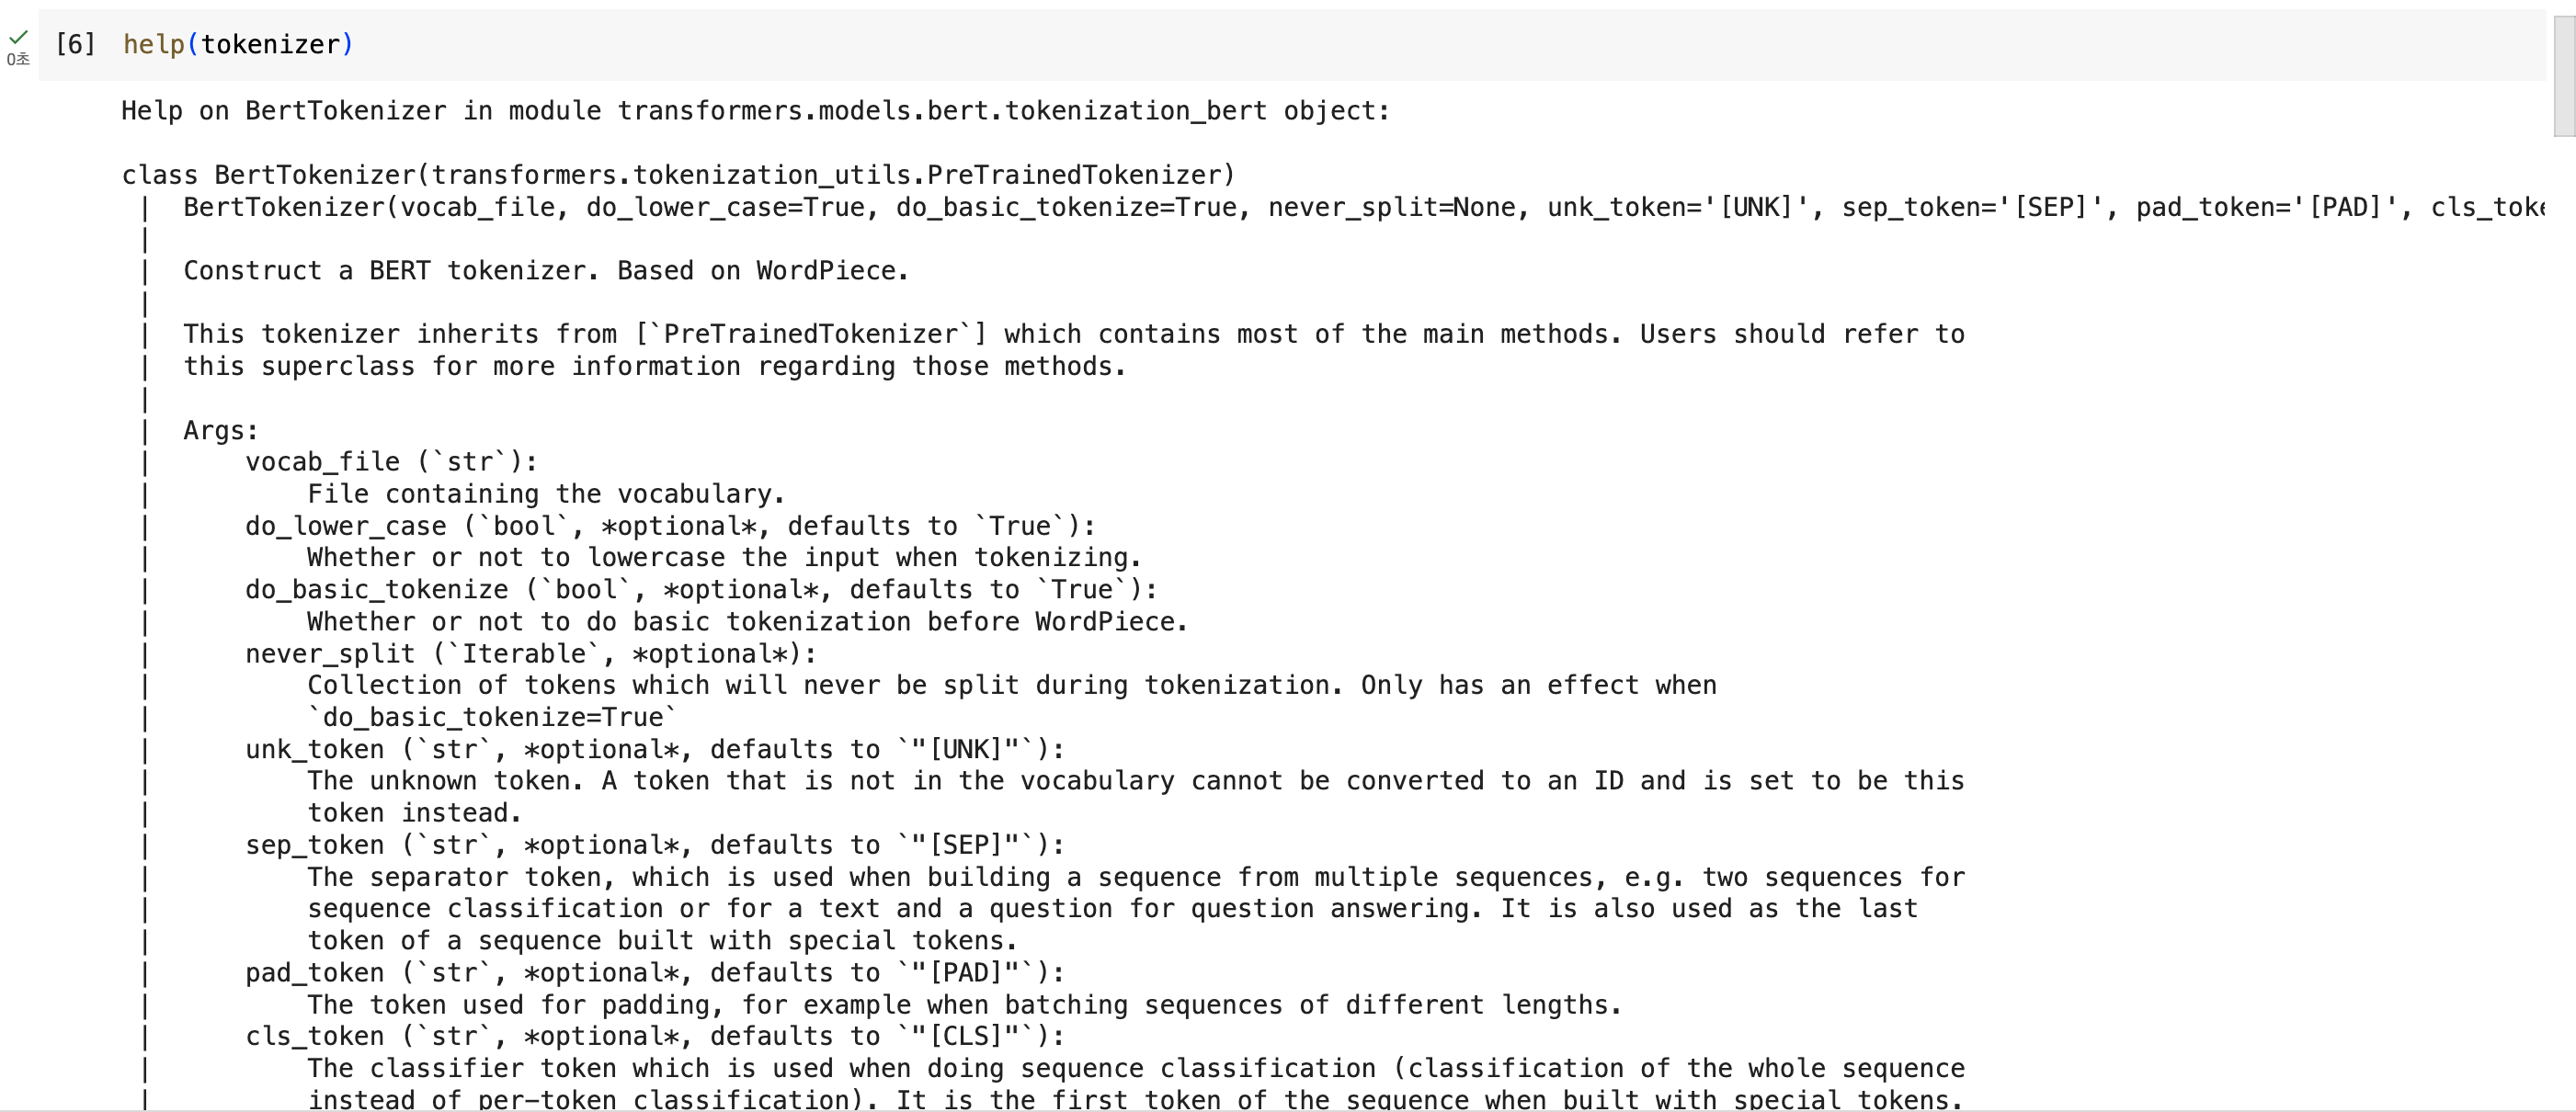 [6] help(tokenizer)
0초
Help on BertTokenizer in module transformers.models.bert.tokenization_bert object:
class BertTokenizer(transformers.tokenization_utils.PreTrainedTokenizer)
| BertTokenizer(vocab_file, do_lower_case=True, do_basic_tokenize=True, never_split=None, unk_token='[UNK]', sep_token='[SEP]', pad_token='[PAD]', cls_toke
|
| Construct a BERT tokenizer. Based on WordPiece.
|
| This tokenizer inherits from [`PreTrainedTokenizer`] which contains most of the main methods. Users should refer to
| this superclass for more information regarding those methods.
|
| Args:
| vocab_file (`str`):
| File containing the vocabulary.
| do_lower_case (`bool`, *optional*, defaults to `True`):
| Whether or not to lowercase the input when tokenizing.
| do_basic_tokenize (`bool`, *optional*, defaults to `True`):
| Whether or not to do basic tokenization before WordPiece.
| never_split (`Iterable`, *optional*):
| Collection of tokens which will never be split during tokenization. Only has an effect when
| `do_basic_tokenize=True`
| unk_token (`str`, *optional*, defaults to `"[UNK]"`):
| The unknown token. A token that is not in the vocabulary cannot be converted to an ID and is set to be this
| token instead.
| sep_token (`str`, *optional*, defaults to `"[SEP]"`):
| The separator token, which is used when building a sequence from multiple sequences, e.g. two sequences for
| sequence classification or for a text and a question for question answering. It is also used as the last
| token of a sequence built with special tokens.
| pad_token (`str`, *optional*, defaults to `"[PAD]"`):
| The token used for padding, for example when batching sequences of different lengths.
| cls_token (`str`, *optional*, defaults to `"[CLS]"`):
| The classifier token which is used when doing sequence classification (classification of the whole sequence
| instead of per-token classification). It is the first token of the sequence when built with special tokens.